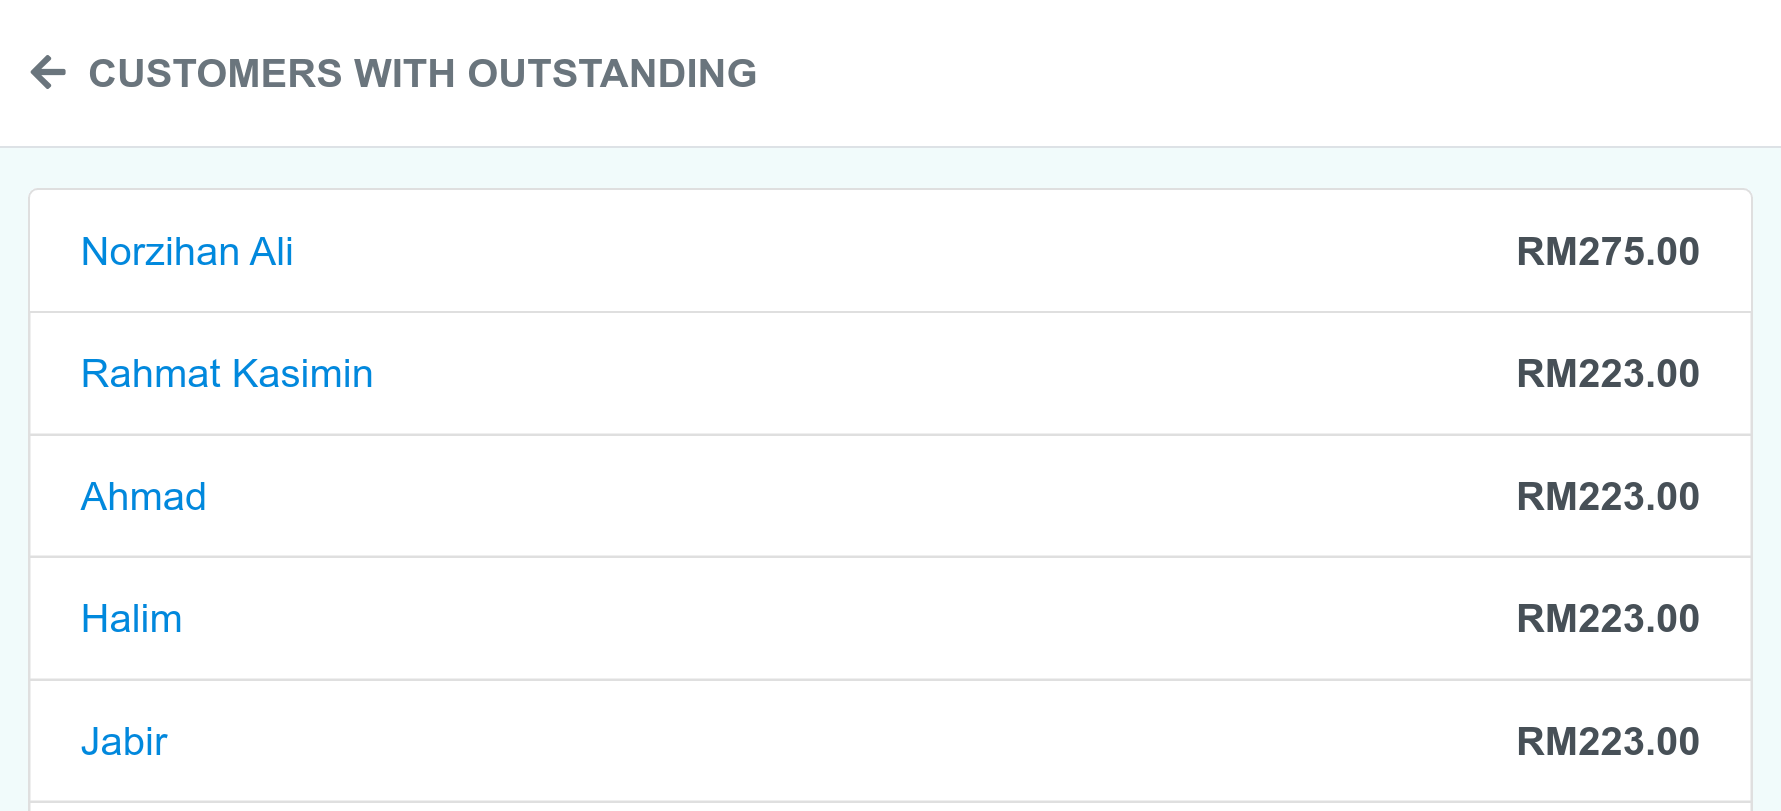 CUSTOMERS WITH OUTSTANDING
Norzihan Ali RM275.00
Rahmat Kasimin RM223.00
Ahmad RM223.00
Halim RM223.00
Jabir RM223.00